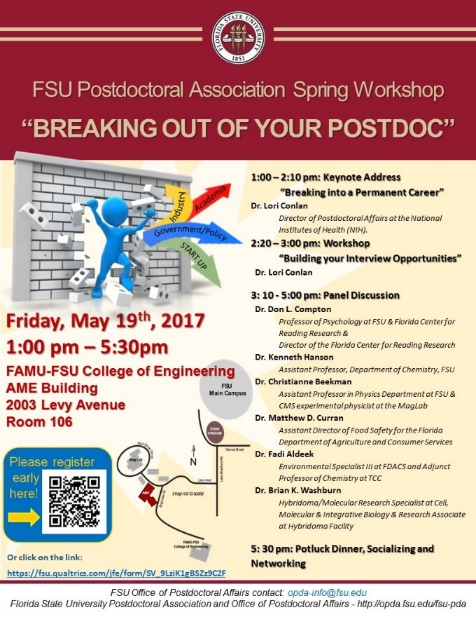 FLORIDA STATE UNIVERSITY
1851
FSU Postdoctoral Association Spring Workshop
“BREAKING OUT OF YOUR POSTDOC”
Industry
Academia
Government/Policy
START UP
Friday, May 19th, 2017
1:00 pm – 5:30pm
FAMU-FSU College of Engineering
AME Building
2003 Levy Avenue
Room 106
1:00 – 2:10 pm: Keynote Address
“Breaking into a Permanent Career”
Dr. Lori Conlan
Director of Postdoctoral Affairs at the National
Institutes of Health (NIH).
2:20 – 3:00 pm: Workshop
“Building your Interview Opportunities”
Dr. Lori Conlan
3: 10 - 5:00 pm: Panel Discussion
Dr. Don L. Compton
Professor of Psychology at FSU & Florida Center for
Reading Research &
Director of the Florida Center for Reading Research
Dr. Kenneth Hanson
Assistant Professor, Department of Chemistry, FSU
Dr. Christianne Beekman
Assistant Professor in Physics Department at FSU &
CMS experimental physicist at the MagLab
Dr. Matthew D. Curran
Assistant Director of Food Safety for the Florida
Department of Agriculture and Consumer Services
Dr. Fadi Aldeek
Environmental Specialist III at FDACS and Adjunct
Professor of Chemistry at TCC
Dr. Brian K. Washburn
Hybridoma/Molecular Research Specialist at Cell,
Molecular & Integrative Biology & Research Associate
at Hybridoma Facility
5: 30 pm: Potluck Dinner, Socializing and
Networking
FSU
Main Campus
N
(map not to scale)
AME
FAMU-FSU
College of Engineering
Please register
early
here!
Or click on the link:
https://fsu.qualtrics.com/jfe/form/SV_9LziK1gBSZz9C2F
FSU Office of Postdoctoral Affairs contact: opda-info@fsu.edu
Florida State University Postdoctoral Association and Office of Postdoctoral Affairs - http://opda.fsu.edu/fsu-pda